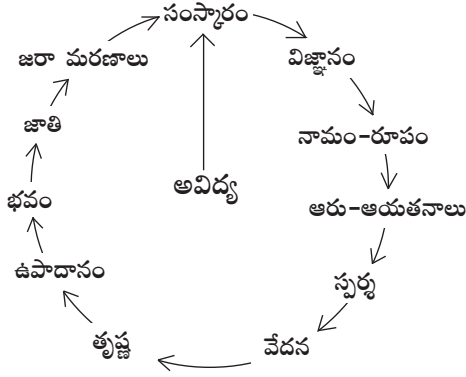 సంస్కారం
విజ్ఞానం
నామం-రూపం
ఆరు-ఆయతనాలు
స్పర్శ
వేదన
తృష్ణ
ఉపాదానం
భవం
జాతి
జరా మరణాలు
అవిద్య